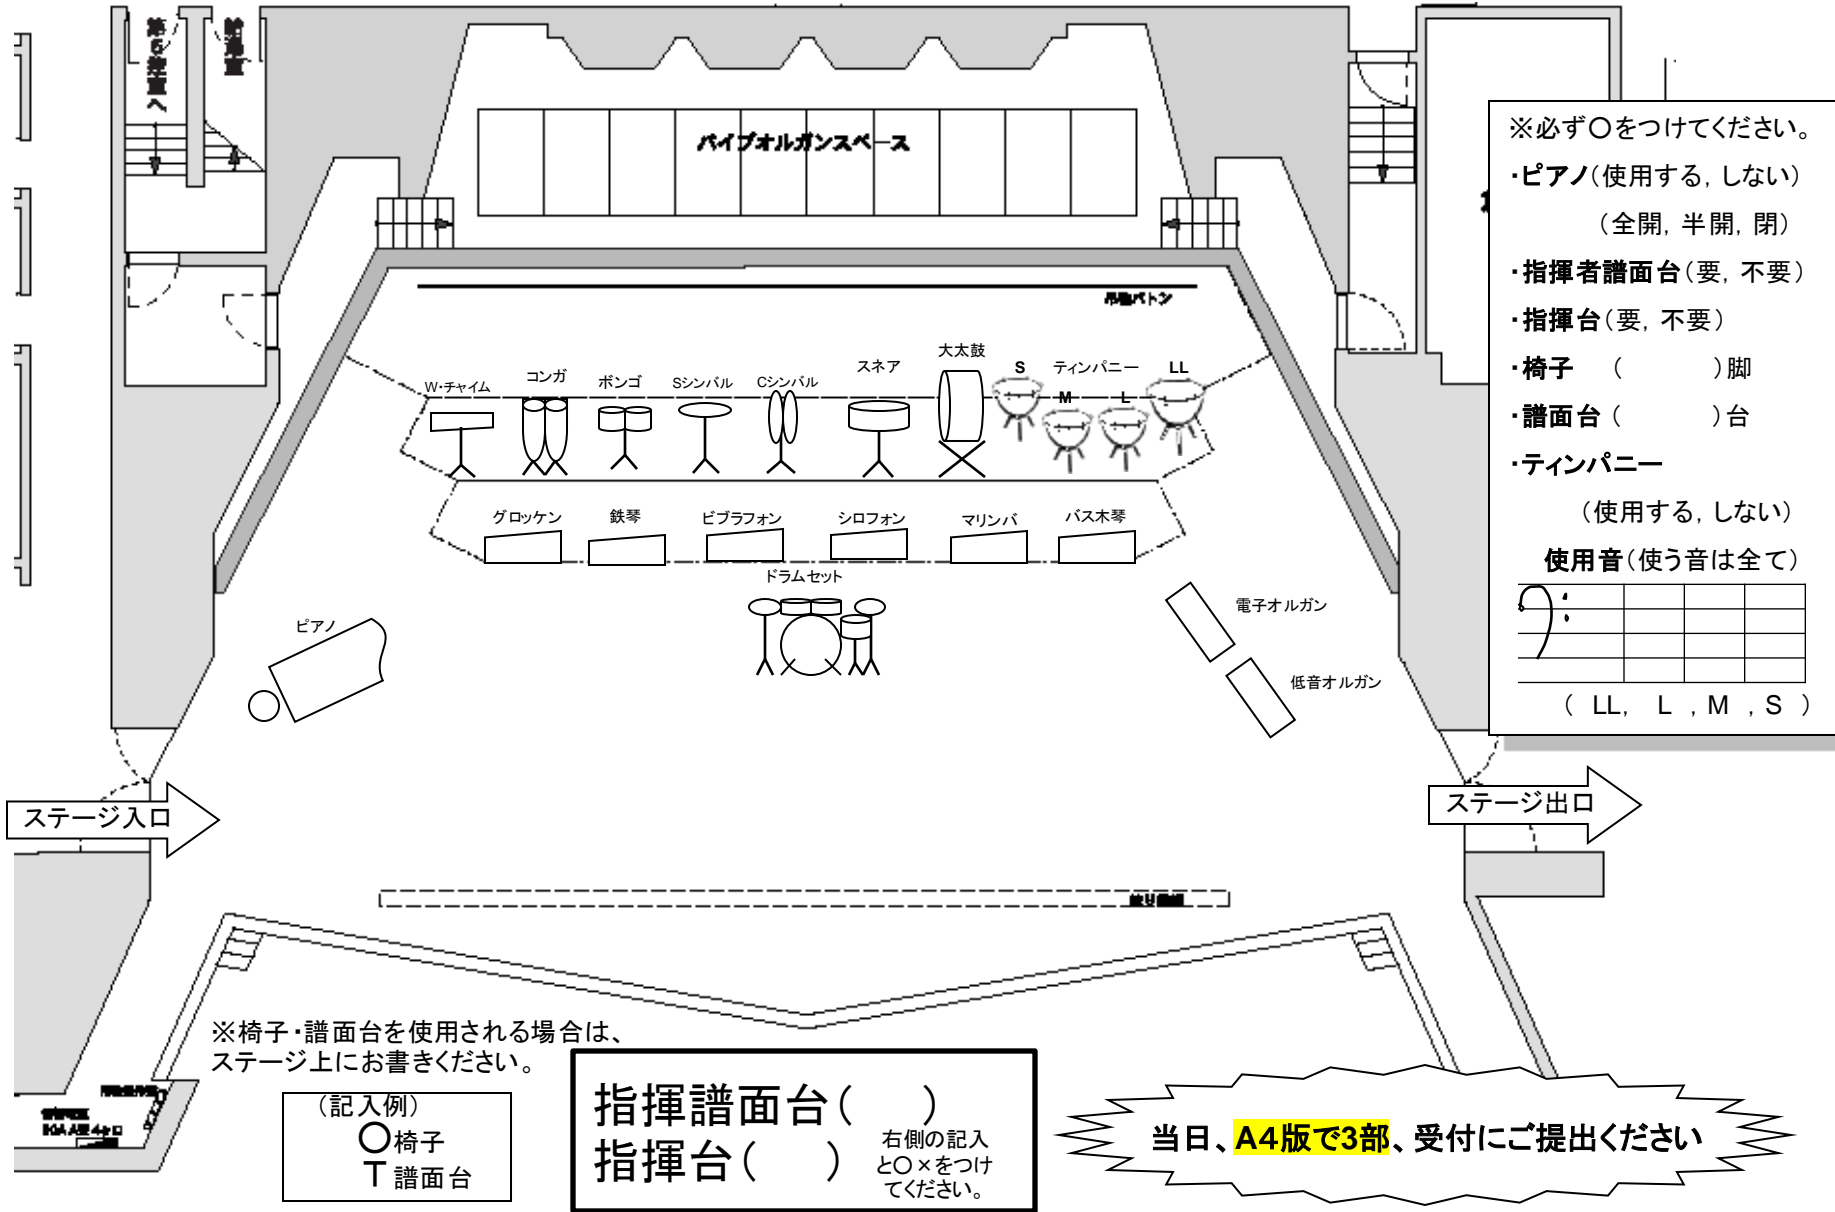 パイプオルガンスペース
大太鼓
スネア
S
ティンパニー
LL
W・チャイム
コンガ
ボンゴ
Sシンバル
Cシンバル
M
L
グロッケン
鉄琴
ビブラフォン
シロフォン
マリンバ
バス木琴
ドラムセット
ピアノ
電子オルガン
低音オルガン
ステージ入口
ステージ出口
※必ず○をつけてください。
・ピアノ(使用する, しない)
(全開, 半開, 閉)
・指揮者譜面台(要, 不要)
・指揮台(要, 不要)
・椅子 ( )脚
・譜面台 ( )台
・ティンパニー
(使用する, しない)
使用音(使う音は全て)
( LL, L , M , S )
※椅子・譜面台を使用される場合は、
ステージ上にお書きください。
(記入例)
○椅子
T 譜面台
指揮譜面台( )
指揮台( )
右側の記入
と○×をつけ
てください。
当日、A4版で3部、受付にご提出ください